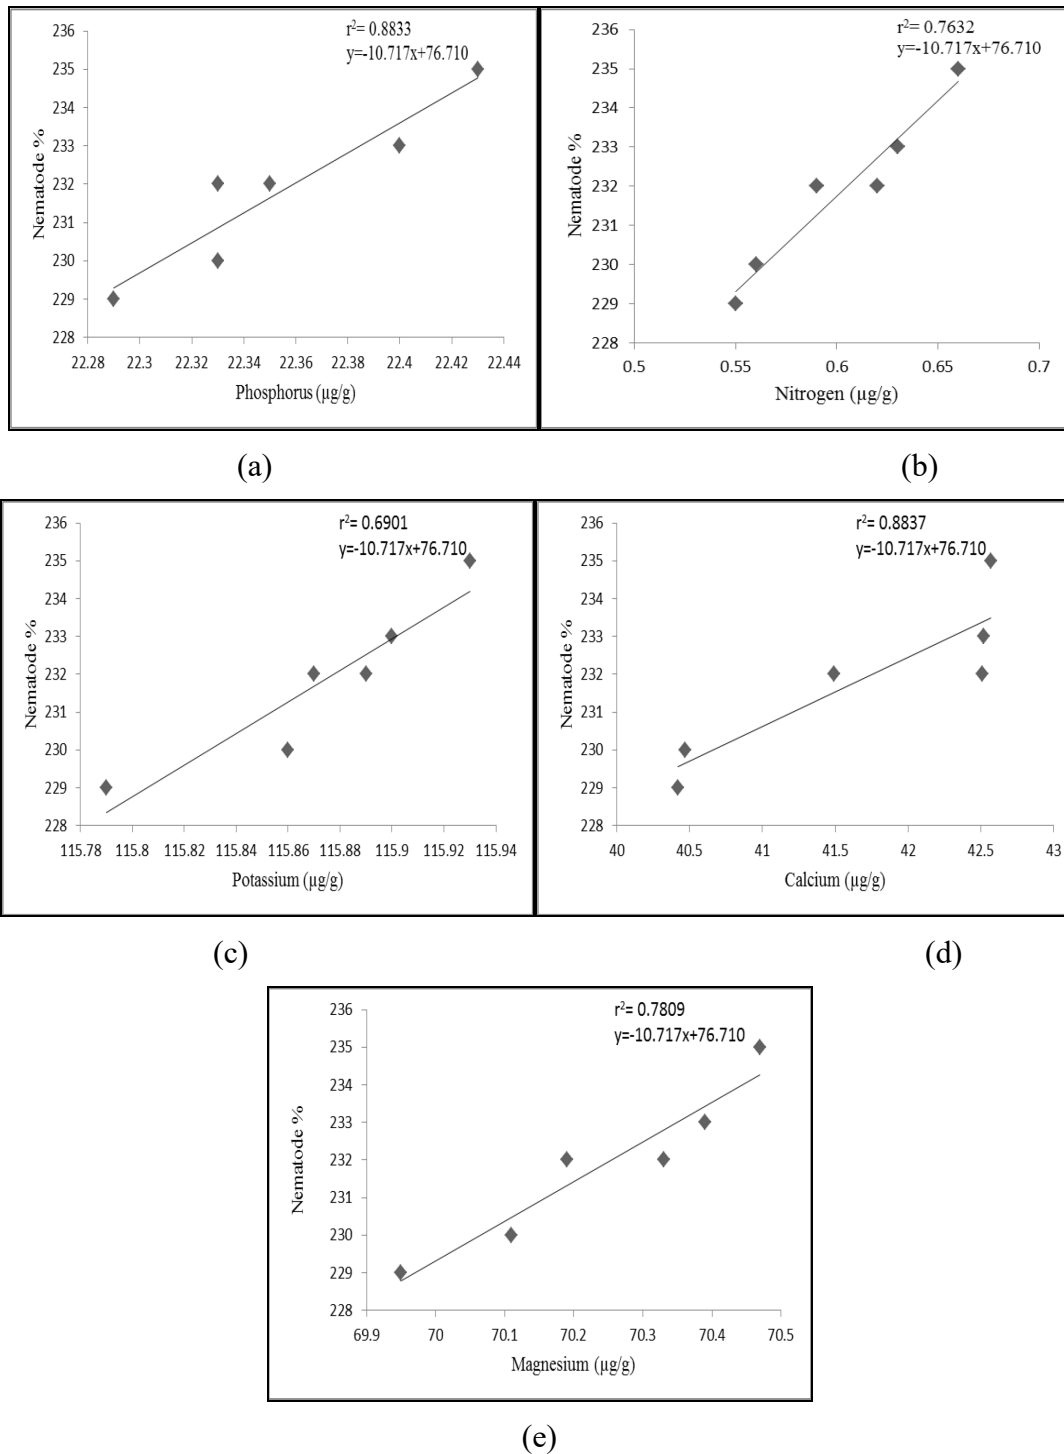 r²= 0.8833
y=-10.717x+76.710
236
235
234
233
232
231
230
229
228
Nematode %
22.28 22.3 22.32 22.34 22.36 22.38 22.4 22.42 22.44
Phosphorus (µg/g)
(a)
r²= 0.7632
y=-10.717x+76.710
236
235
234
233
232
231
230
229
228
Nematode %
0.5 0.55 0.6 0.65 0.7
Nitrogen (µg/g)
(b)
r²= 0.6901
y=-10.717x+76.710
236
235
234
233
232
231
230
229
228
Nematode %
115.78 115.8 115.82 115.84 115.86 115.88 115.9 115.92 115.94
Potassium (µg/g)
(c)
r²= 0.8837
y=-10.717x+76.710
236
235
234
233
232
231
230
229
228
Nematode %
40 40.5 41 41.5 42 42.5 43
Calcium (µg/g)
(d)
r²= 0.7809
y=-10.717x+76.710
236
235
234
233
232
231
230
229
228
Nematode %
69.9 70 70.1 70.2 70.3 70.4 70.5
Magnesium (µg/g)
(e)